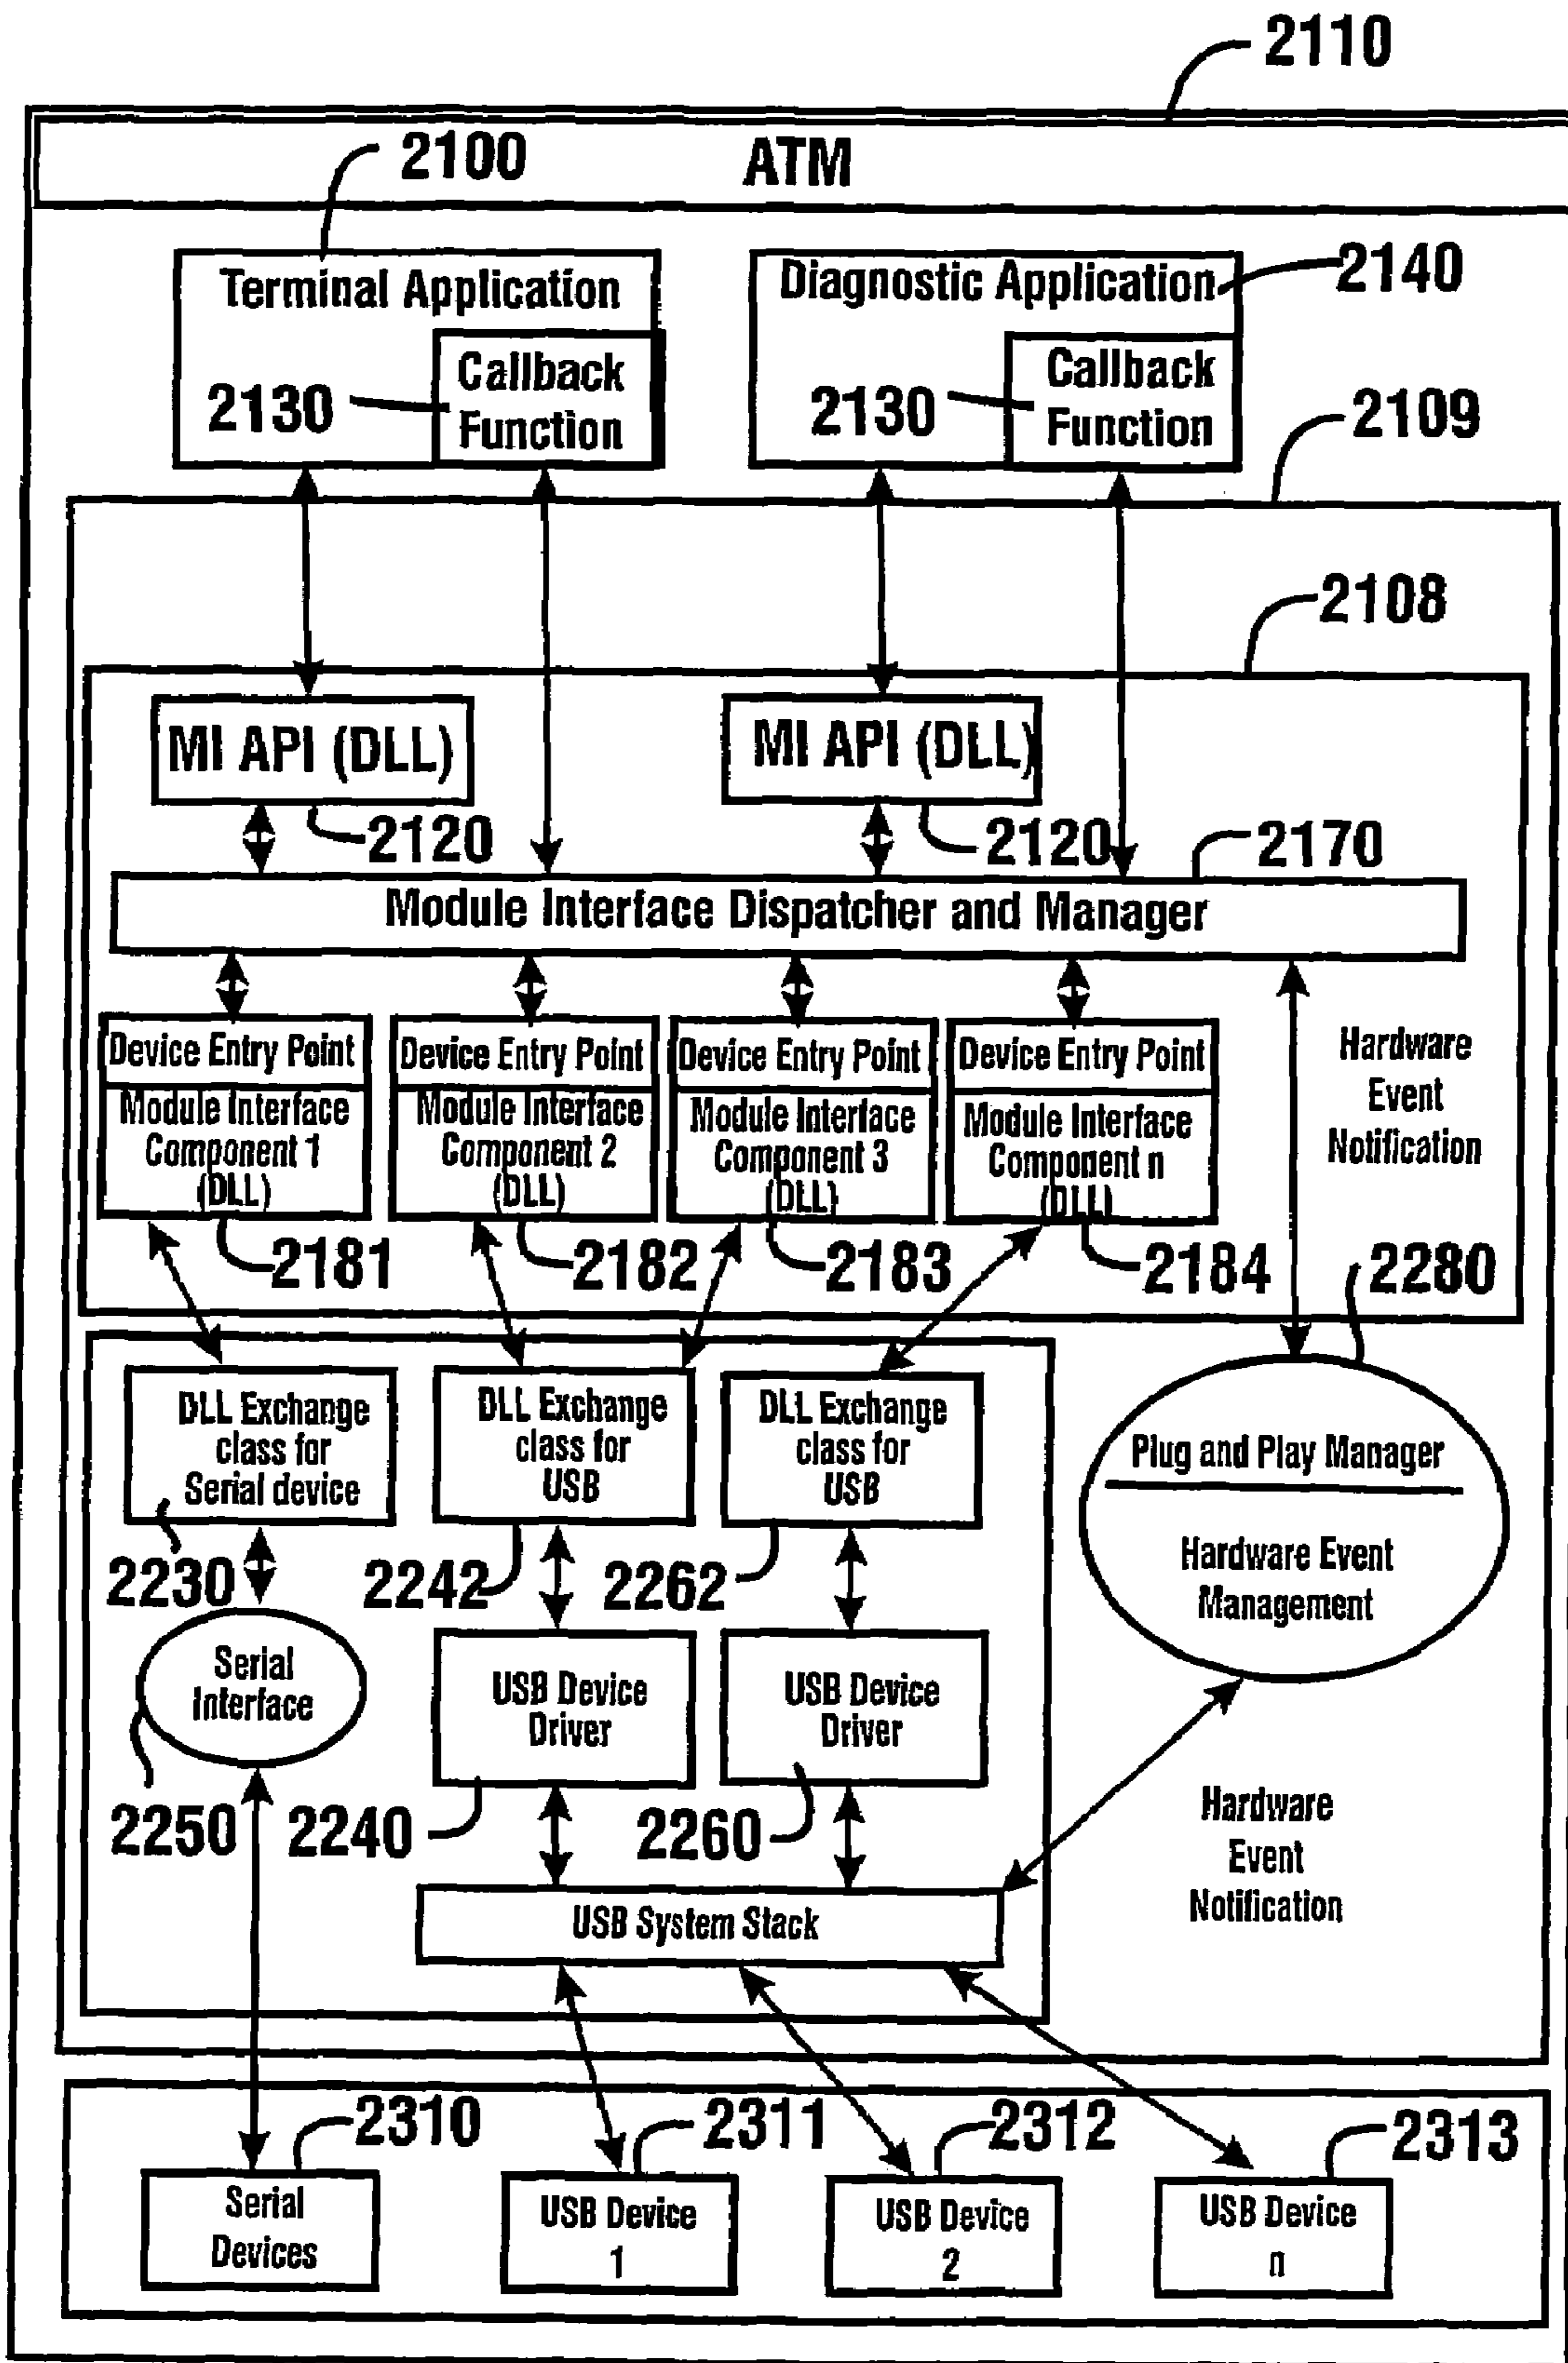 2110
ATM
2100
Terminal Application
Callback
Function
2130
Diagnostic Application
2140
Callback
Function
2130
2109
2108
MI API (DLL)
2120
MI API (DLL)
2120
2170
Module Interface Dispatcher and Manager
Device Entry Point
Module Interface
Component 1
(DLL)
2181
Device Entry Point
Module Interface
Component 2
(DLL)
2182
Device Entry Point
Module Interface
Component 3
(DLL)
2183
Device Entry Point
Module Interface
Component n
(DLL)
2184
Hardware
Event
Notification
2280
DLL Exchange
class for
Serial device
2230
DLL Exchange
class for
USB
2242
DLL Exchange
class for
USB
2262
Plug and Play Manager
Hardware Event
Management
Serial
Interface
2250
USB Device
Driver
2240
USB Device
Driver
2260
Hardware
Event
Notification
USB System Stack
2310
Serial
Devices
2311
USB Device
1
2312
USB Device
2
2313
USB Device
n